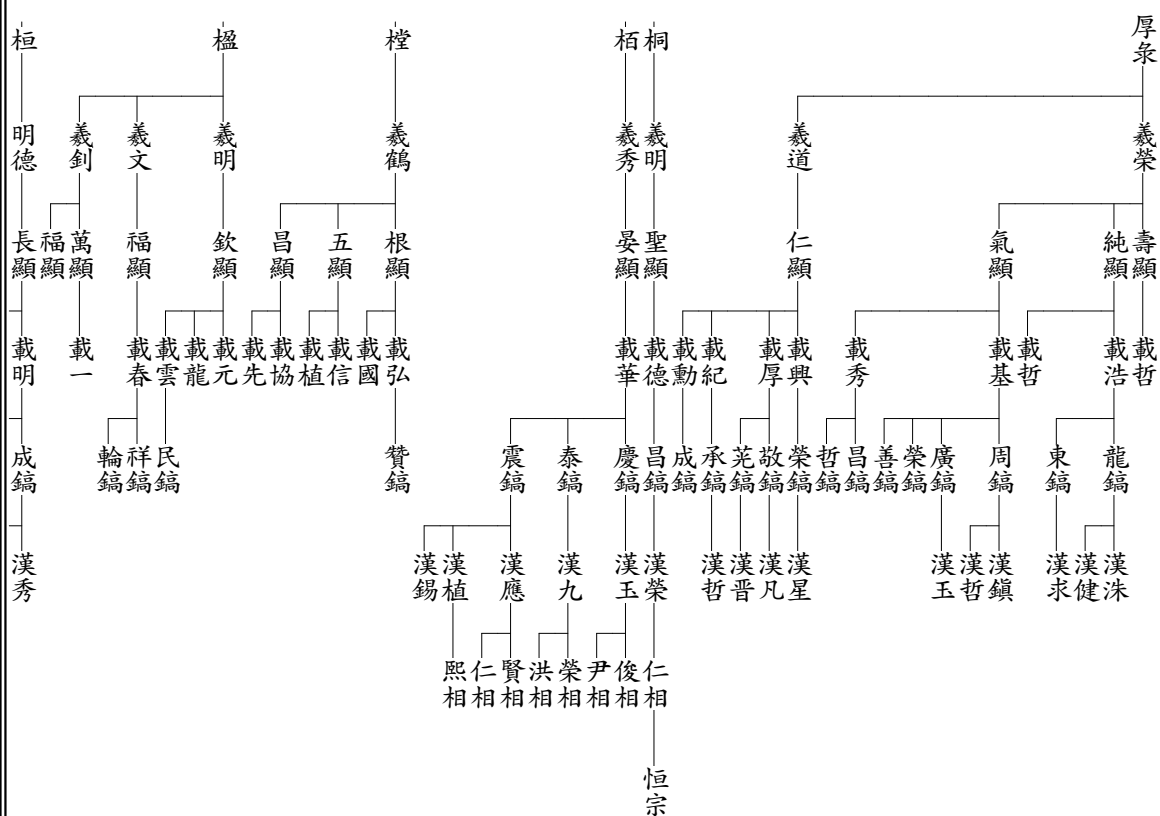 厚彔
桐
栢
樘
楹
桓
羲榮
羲道
羲明
羲秀
羲鶴
羲明
羲文
羲釗
明德
壽顯
純顯
氣顯
仁顯
聖顯
晏顯
根顯
五顯
昌顯
欽顯
福顯
萬顯
福顯
長顯
載哲
載浩
載哲
載基
載秀
載興
載厚
載紀
載勳
載德
載華
載弘
載國
載信
載植
載協
載先
載元
載龍
載雲
載春
載一
載明
龍鎬
東鎬
周鎬
廣鎬
榮鎬
善鎬
昌鎬
哲鎬
榮鎬
敬鎬
芫鎬
承鎬
成鎬
昌鎬
慶鎬
泰鎬
震鎬
贊鎬
民鎬
祥鎬
輪鎬
成鎬
漢洙
漢健
漢求
漢鎭
漢哲
漢玉
漢星
漢凡
漢晋
漢哲
漢榮
漢玉
漢九
漢應
漢植
漢錫
漢秀
仁相
俊相
尹相
榮相
洪相
賢相
仁相
熙相
恒宗